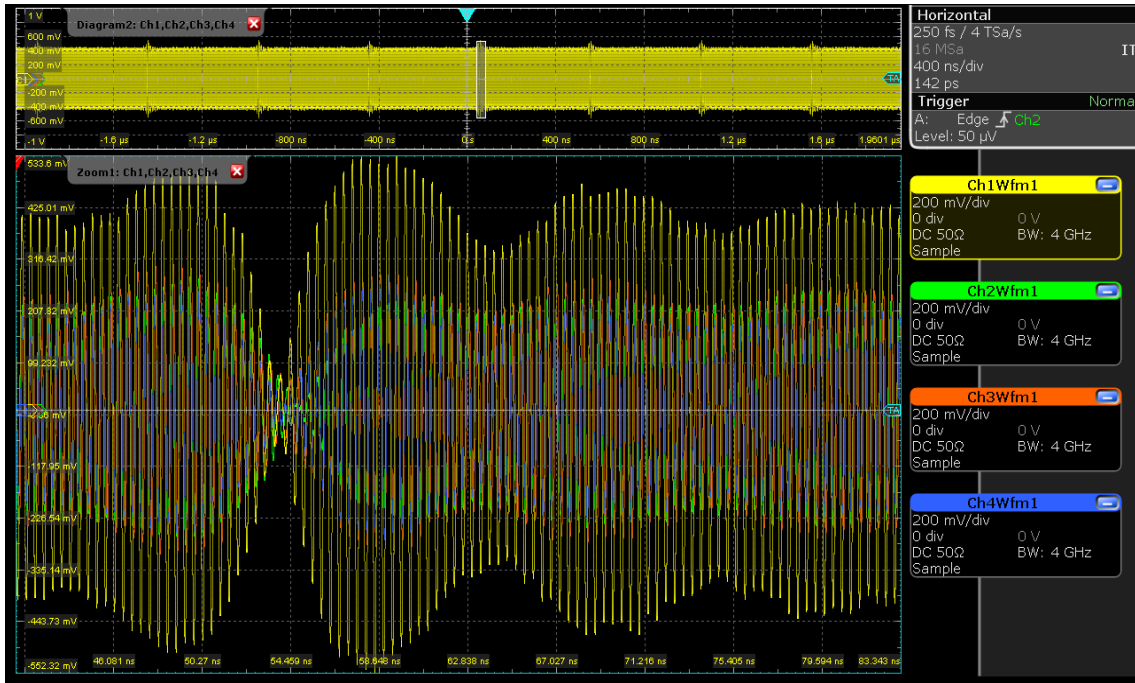 Diagram2: Ch1,Ch2,Ch3,Ch4
1 V
600 mV
400 mV
200 mV
-200 mV
-400 mV
-600 mV
-1 V
C1
TA
-1.6 µs
-1.2 µs
-800 ns
-400 ns
0 s
400 ns
800 ns
1.2 µs
1.6 µs
1.9601 µs
Zoom1: Ch1,Ch2,Ch3,Ch4
533.6 mV
425.01 mV
316.42 mV
207.82 mV
99.232 mV
TA
-117.95 mV
-226.54 mV
-335.14 mV
-443.73 mV
-552.32 mV
46.081 ns
50.27 ns
54.459 ns
58.648 ns
62.838 ns
67.027 ns
71.216 ns
75.405 ns
79.594 ns
83.343 ns
Horizontal
250 fs / 4 TSa/s
16 MSa
IT
400 ns/div
142 ps
Trigger
Norma
A: Edge Ch2
Level: 50 µV
Ch1Wfm1
200 mV/div
0 div 0 V
DC 50Ω BW: 4 GHz
Sample
Ch2Wfm1
200 mV/div
0 div 0 V
DC 50Ω BW: 4 GHz
Sample
Ch3Wfm1
200 mV/div
0 div 0 V
DC 50Ω BW: 4 GHz
Sample
Ch4Wfm1
200 mV/div
0 div 0 V
DC 50Ω BW: 4 GHz
Sample